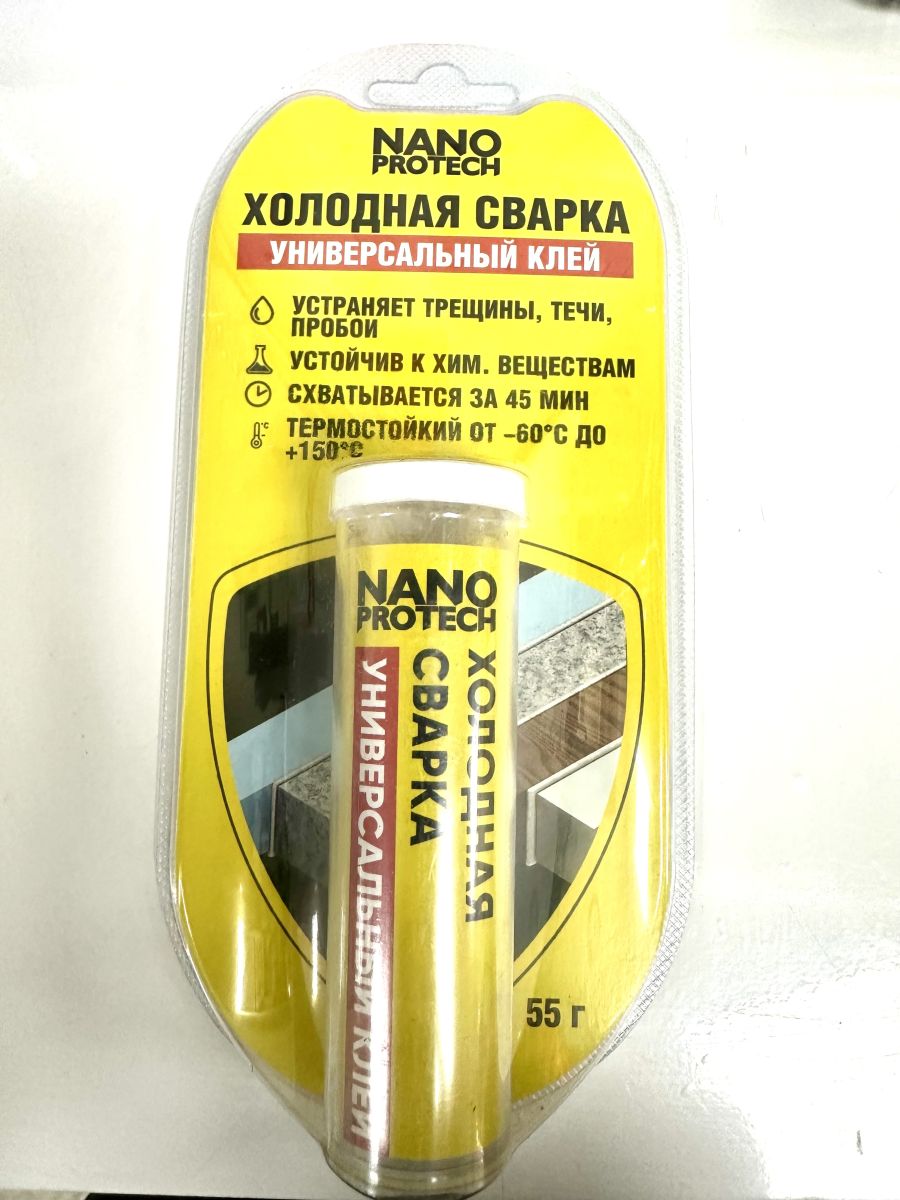 NANO
PROTECH
ХОЛОДНАЯ СВАРКА
УНИВЕРСАЛЬНЫЙ КЛЕЙ
УСТРАНЯЕТ ТРЕЩИНЫ, ТЕЧИ,
ПРОБОИ
УСТОЙЧИВ К ХИМ. ВЕЩЕСТВАМ
СХВАТЫВАЕТСЯ ЗА 45 МИН
°C
ТЕРМОСТОЙКИЙ ОТ –60°C ДО
+150°C
NANO
PROTECH
ХОЛОДНАЯ
СВАРКА
УНИВЕРСАЛЬНЫЙ КЛЕЙ
55 г